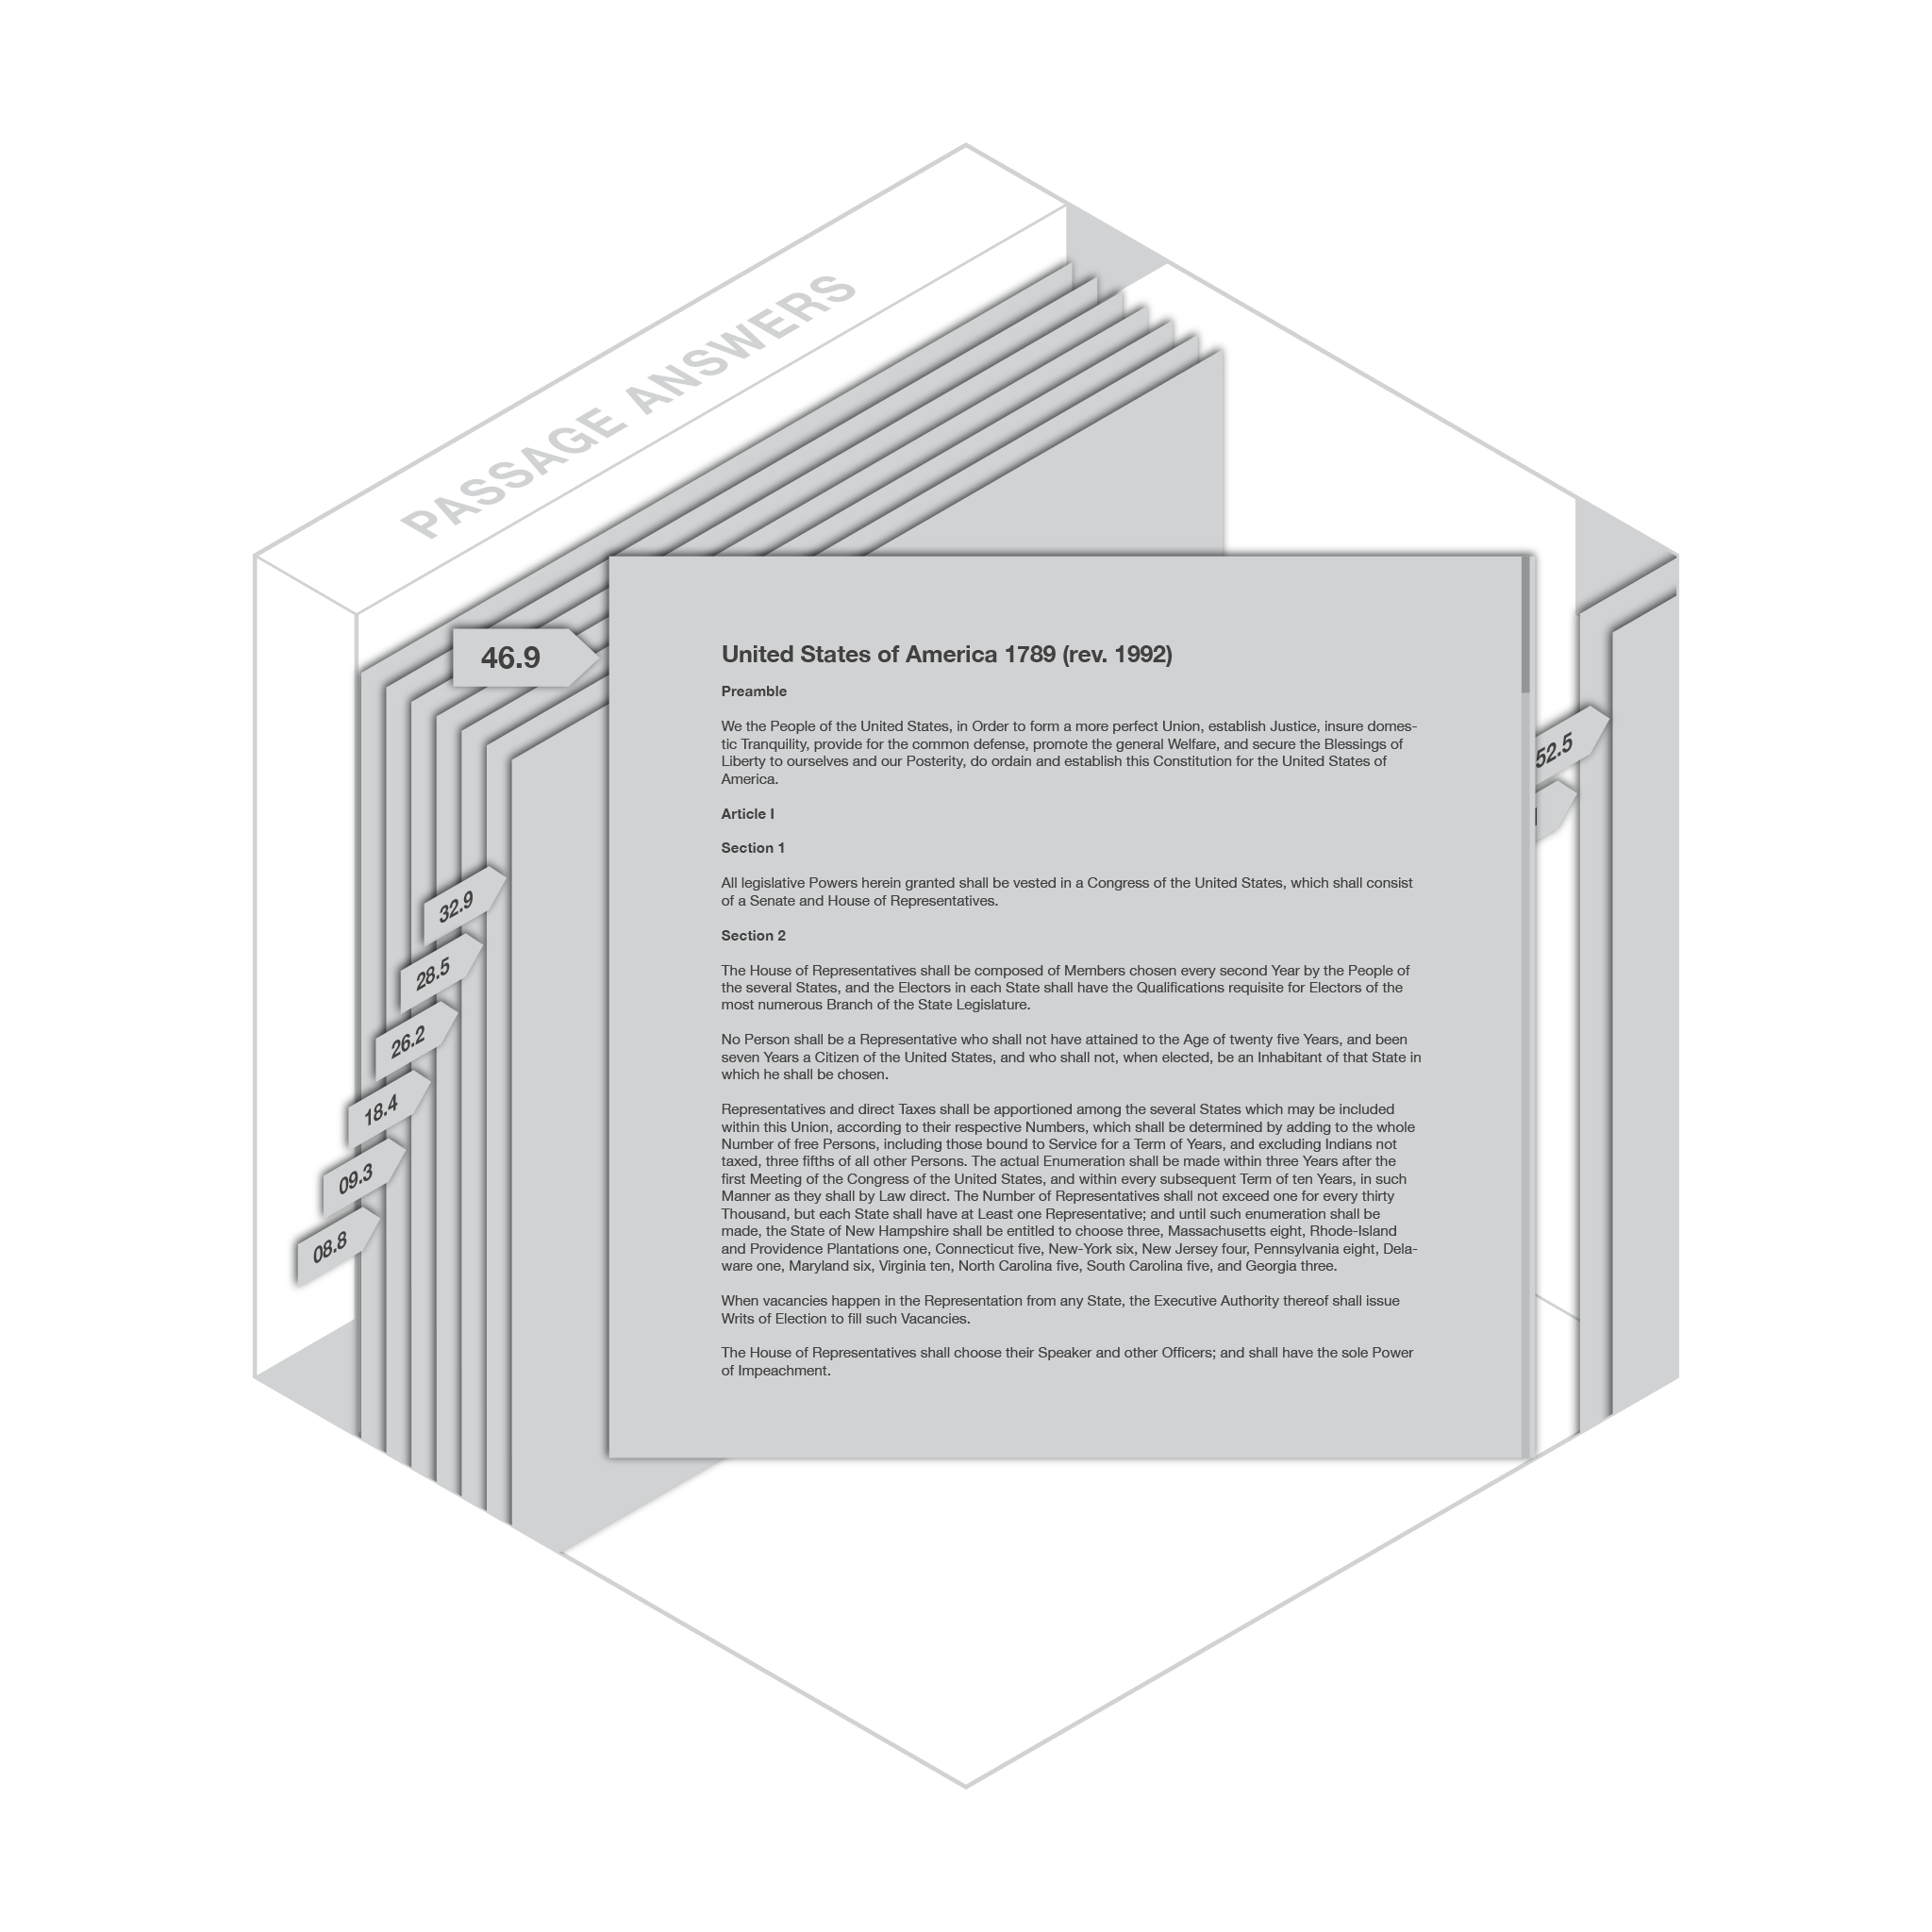 PASSAGE ANSWERS
46.9
United States of America 1789 (rev. 1992)
Preamble
We the People of the United States, in Order to form a more perfect Union, establish Justice, insure domes-
tic Tranquility, provide for the common defense, promote the general Welfare, and secure the Blessings of
Liberty to ourselves and our Posterity, do ordain and establish this Constitution for the United States of
America.
Article I
Section 1
All legislative Powers herein granted shall be vested in a Congress of the United States, which shall consist
of a Senate and House of Representatives.
Section 2
The House of Representatives shall be composed of Members chosen every second Year by the People of
the several States, and the Electors in each State shall have the Qualifications requisite for Electors of the
most numerous Branch of the State Legislature.
No Person shall be a Representative who shall not have attained to the Age of twenty five Years, and been
seven Years a Citizen of the United States, and who shall not, when elected, be an Inhabitant of that State in
which he shall be chosen.
Representatives and direct Taxes shall be apportioned among the several States which may be included
within this Union, according to their respective Numbers, which shall be determined by adding to the whole
Number of free Persons, including those bound to Service for a Term of Years, and excluding Indians not
taxed, three fifths of all other Persons. The actual Enumeration shall be made within three Years after the
first Meeting of the Congress of the United States, and within every subsequent Term of ten Years, in such
Manner as they shall by Law direct. The Number of Representatives shall not exceed one for every thirty
Thousand, but each State shall have at Least one Representative; and until such enumeration shall be
made, the State of New Hampshire shall be entitled to choose three, Massachusetts eight, Rhode-Island
and Providence Plantations one, Connecticut five, New-York six, New Jersey four, Pennsylvania eight, Dela-
ware one, Maryland six, Virginia ten, North Carolina five, South Carolina five, and Georgia three.
When vacancies happen in the Representation from any State, the Executive Authority thereof shall issue
Writs of Election to fill such Vacancies.
The House of Representatives shall choose their Speaker and other Officers; and shall have the sole Power
of Impeachment.
32.9
28.5
26.2
18.4
09.3
08.8
52.5